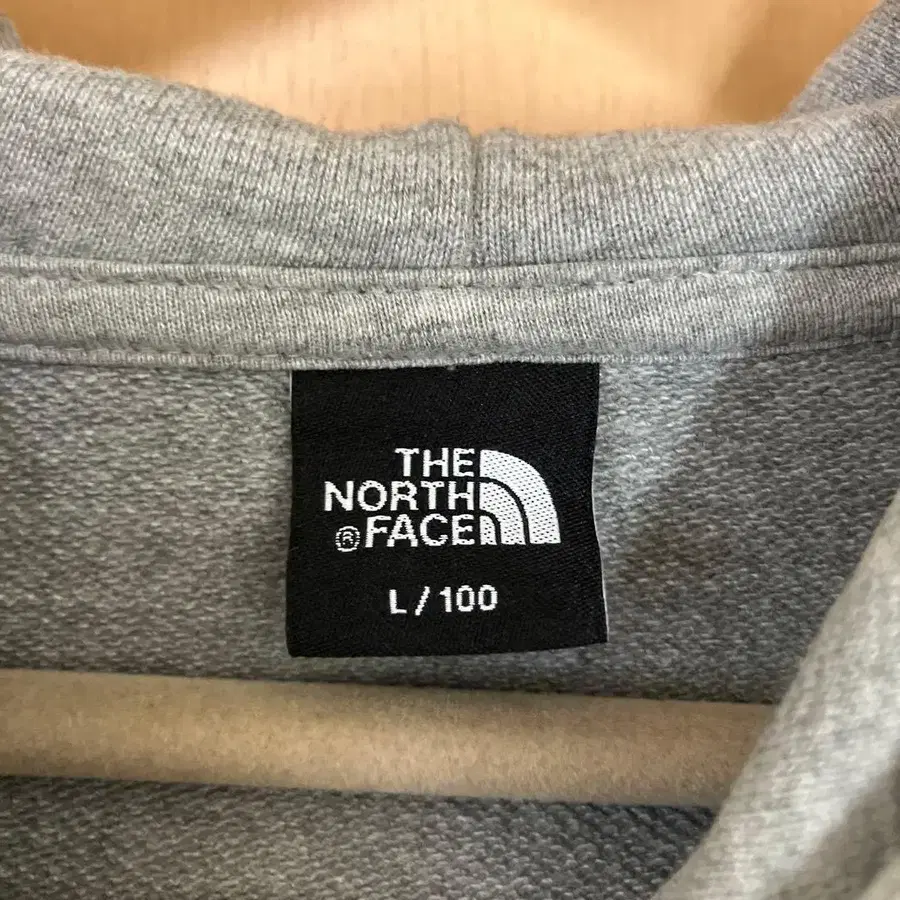 THE
NORTH
® FACE
L / 100